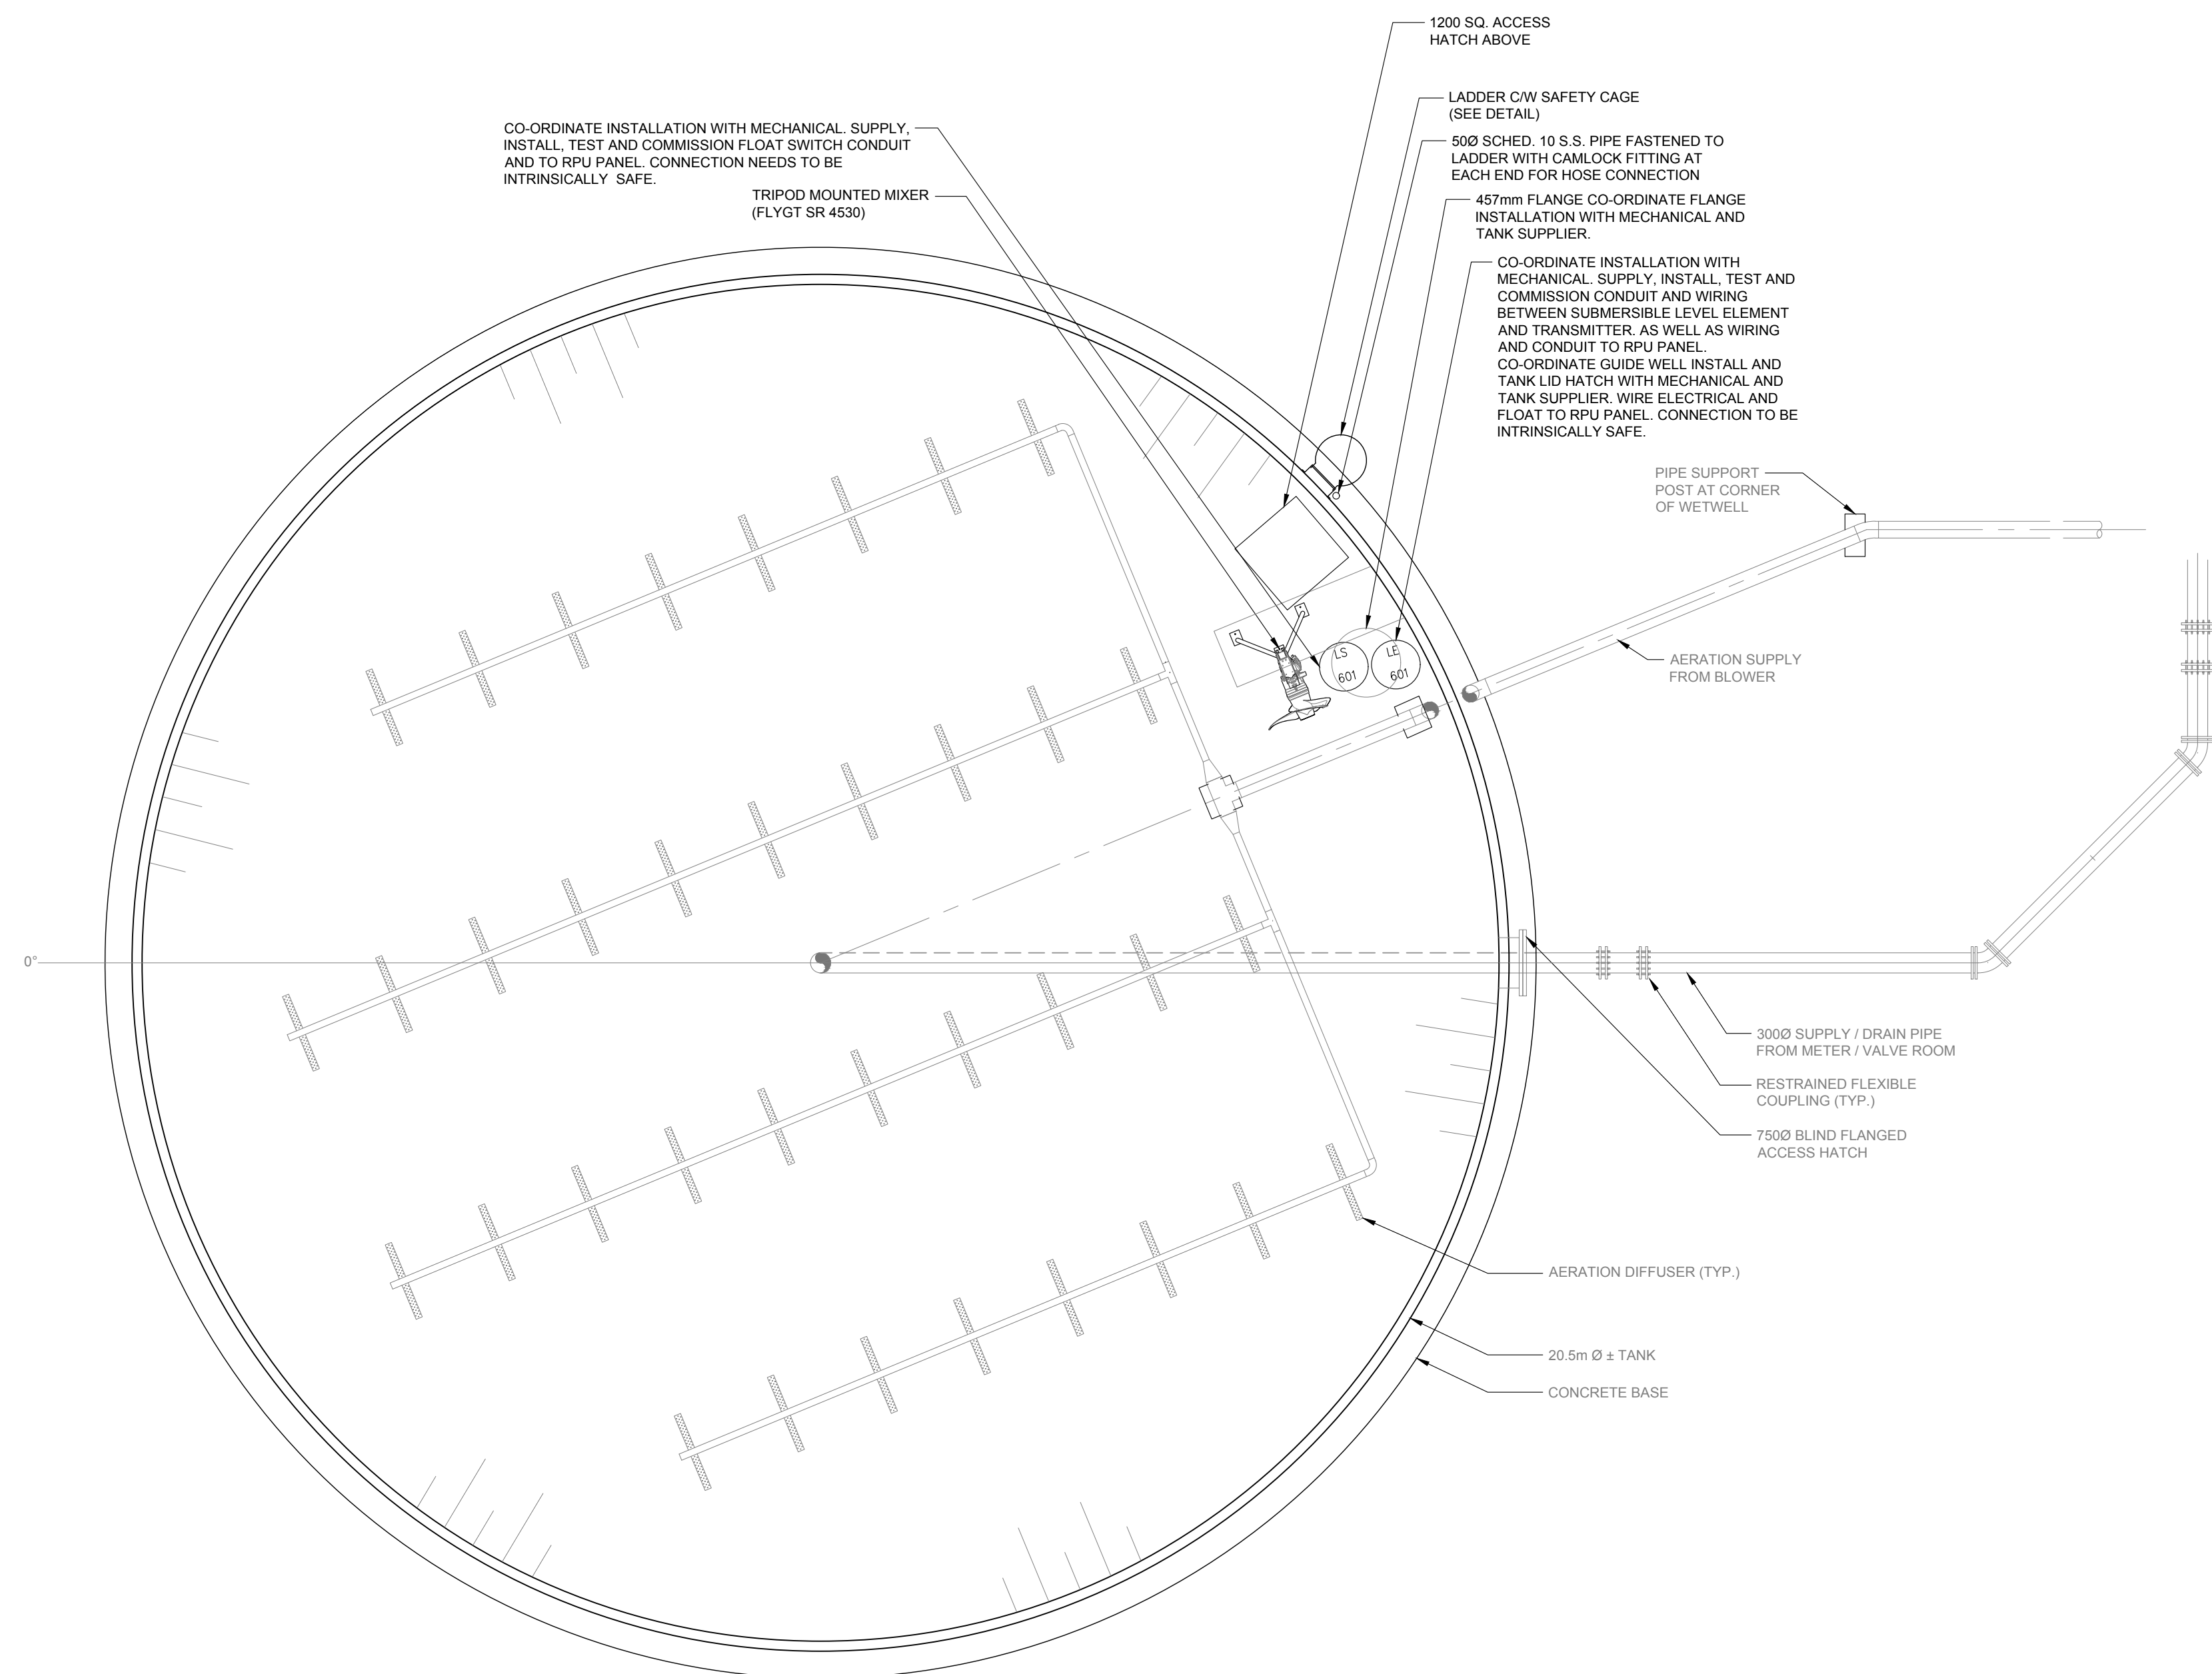 1200 SQ. ACCESS
HATCH ABOVE
LADDER C/W SAFETY CAGE
(SEE DETAIL)
CO-ORDINATE INSTALLATION WITH MECHANICAL. SUPPLY,
INSTALL, TEST AND COMMISSION FLOAT SWITCH CONDUIT
AND TO RPU PANEL. CONNECTION NEEDS TO BE
INTRINSICALLY SAFE.
50Ø SCHED. 10 S.S. PIPE FASTENED TO
LADDER WITH CAMLOCK FITTING AT
EACH END FOR HOSE CONNECTION
TRIPOD MOUNTED MIXER
(FLYGT SR 4530)
457mm FLANGE CO-ORDINATE FLANGE
INSTALLATION WITH MECHANICAL AND
TANK SUPPLIER.
CO-ORDINATE INSTALLATION WITH
MECHANICAL. SUPPLY, INSTALL, TEST AND
COMMISSION CONDUIT AND WIRING
BETWEEN SUBMERSIBLE LEVEL ELEMENT
AND TRANSMITTER. AS WELL AS WIRING
AND CONDUIT TO RPU PANEL.
CO-ORDINATE GUIDE WELL INSTALL AND
TANK LID HATCH WITH MECHANICAL AND
TANK SUPPLIER. WIRE ELECTRICAL AND
FLOAT TO RPU PANEL. CONNECTION TO BE
INTRINSICALLY SAFE.
PIPE SUPPORT
POST AT CORNER
OF WETWELL
LS
601
LE
601
AERATION SUPPLY
FROM BLOWER
0°
300Ø SUPPLY / DRAIN PIPE
FROM METER / VALVE ROOM
RESTRAINED FLEXIBLE
COUPLING (TYP.)
750Ø BLIND FLANGED
ACCESS HATCH
AERATION DIFFUSER (TYP.)
20.5m Ø ± TANK
CONCRETE BASE